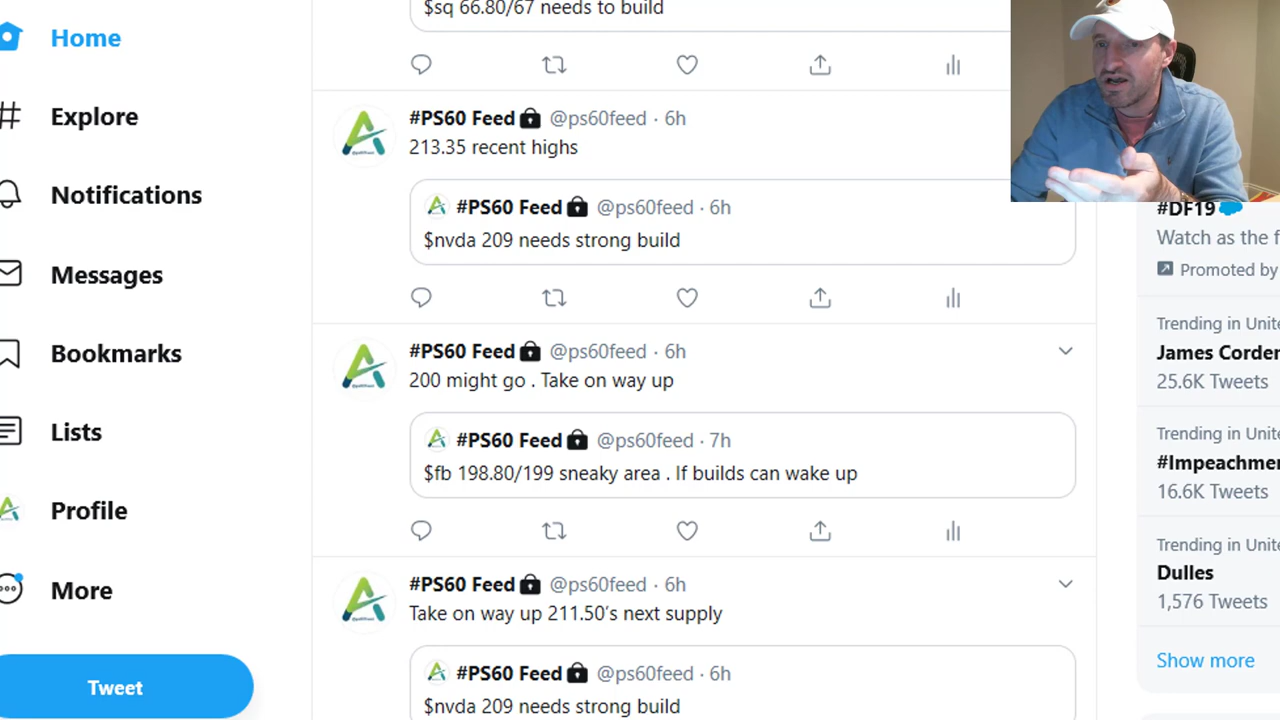 Home
Explore
Notifications
Messages
Bookmarks
Lists
Profile
More
Tweet
$sq 66.80/67 needs to build
#PS60 Feed @ps60feed · 6h
213.35 recent highs
#PS60 Feed @ps60feed · 6h
$nvda 209 needs strong build
#PS60 Feed @ps60feed · 6h
200 might go . Take on way up
#PS60 Feed @ps60feed · 7h
$fb 198.80/199 sneaky area . If builds can wake up
#PS60 Feed @ps60feed · 6h
Take on way up 211.50's next supply
#PS60 Feed @ps60feed · 6h
$nvda 209 needs strong build
#DF19
Watch as the f
Promoted by
Trending in Unite
James Corden
25.6K Tweets
Trending in Unite
#Impeachmen
16.6K Tweets
Trending in Unite
Dulles
1,576 Tweets
Show more